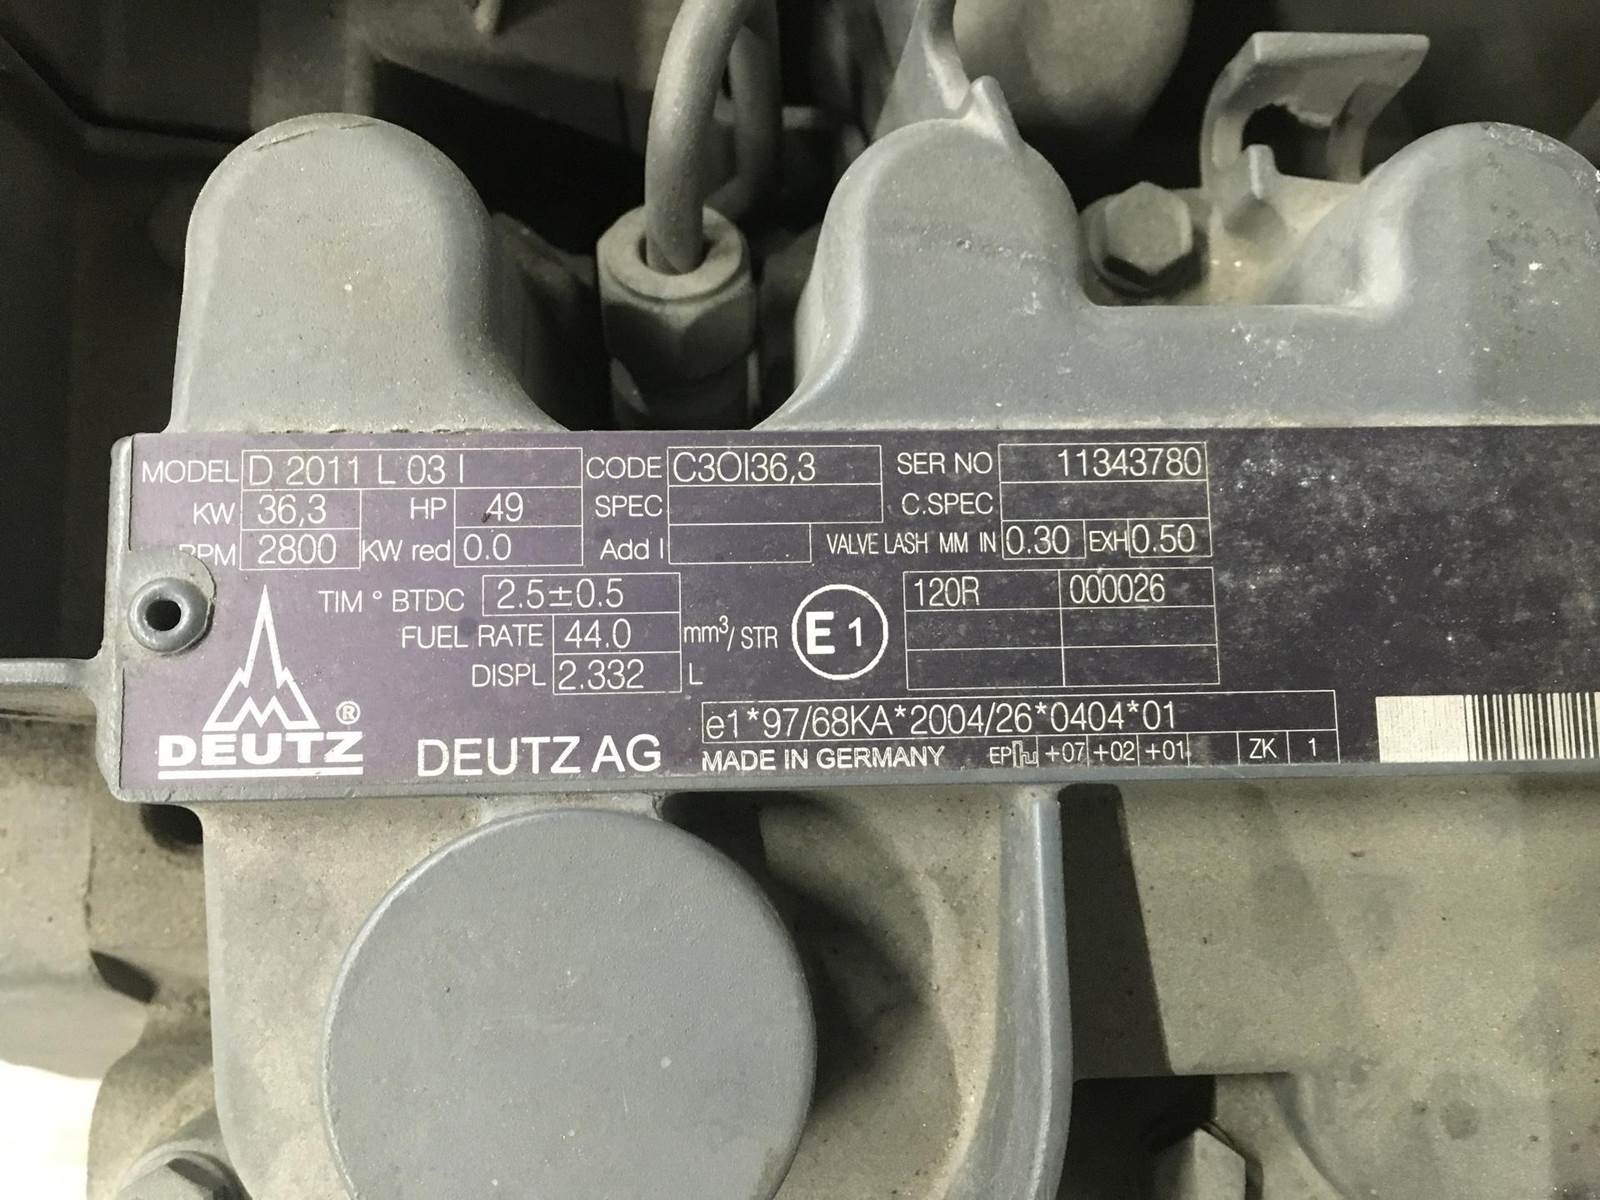 MODEL D 2011 L 03 I CODE C3OI36,3 SER NO 11343780
KW 36,3 HP 49 SPEC C.SPEC
RPM 2800 KW red 0.0 Add I VALVE LASH MM IN 0.30 EXH 0.50
TIM ° BTDC 2.5±0.5 120R 000026
FUEL RATE 44.0 mm³/ STR E 1
DISPL 2.332 L
e1*97/68KA*2004/26*0404*01
DEUTZ ® DEUTZ AG MADE IN GERMANY EP +07 +02 +01 ZK 1